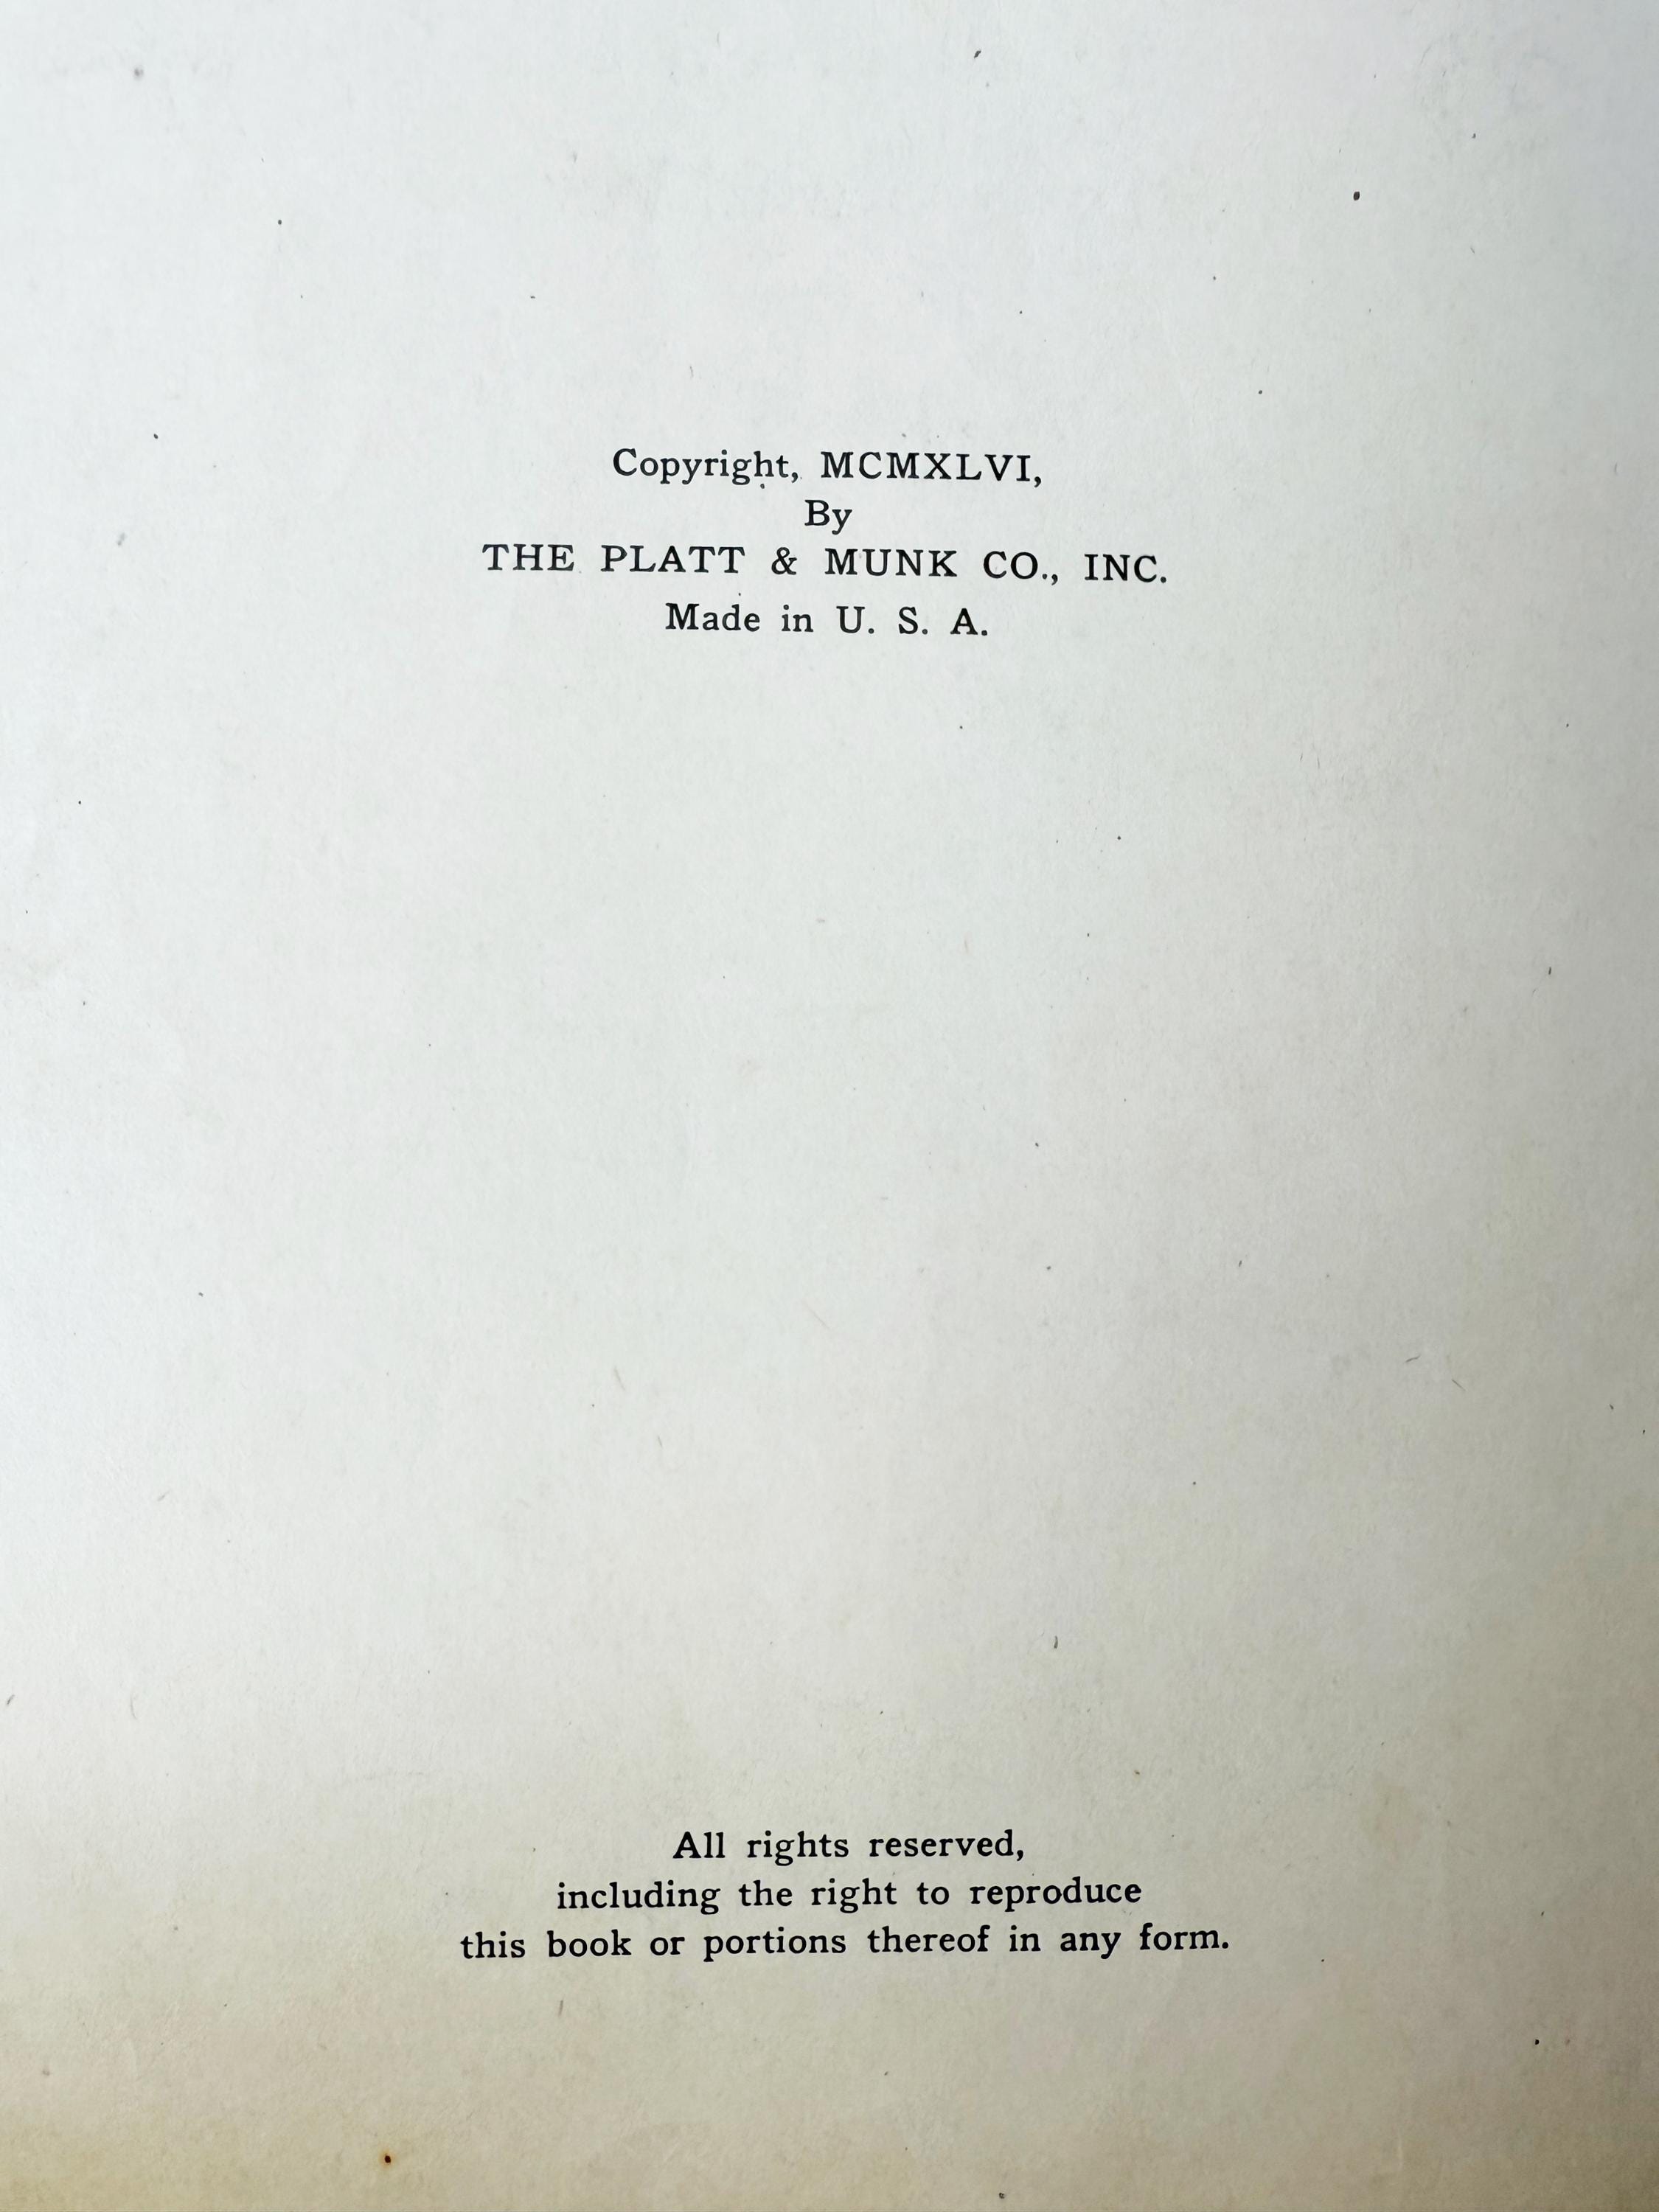 Copyright, MCMXLVI,
By
THE PLATT & MUNK CO., INC.
Made in U. S. A.
All rights reserved,
including the right to reproduce
this book or portions thereof in any form.